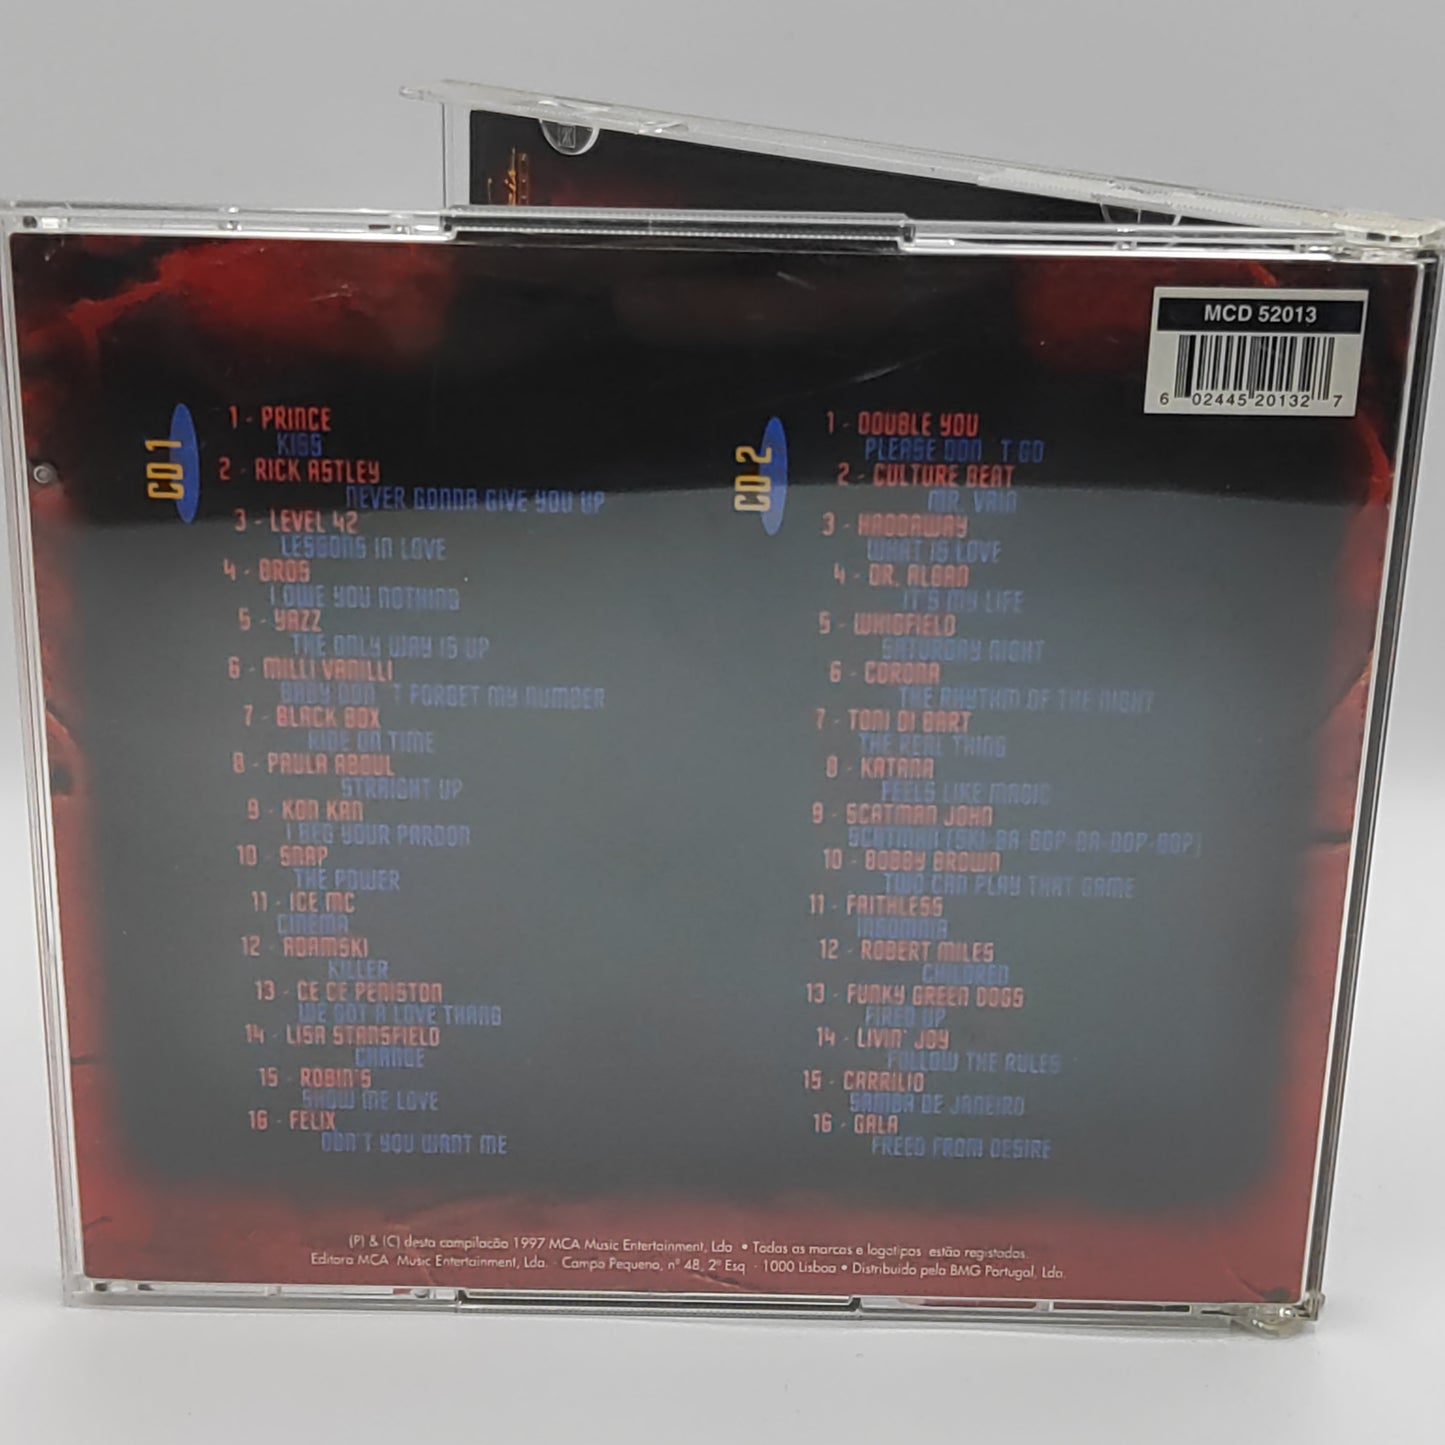 MCD 52013
6 02445 20132 7
CD 1
1 - PRINCE
KISS
2 - RICK ASTLEY
NEVER GONNA GIVE YOU UP
3 - LEVEL 42
LESSONS IN LOVE
4 - BROS
I OWE YOU NOTHING
5 - YAZZ
THE ONLY WAY IS UP
6 - MILLI VANILLI
BABY DON´T FORGET MY NUMBER
7 - BLACK BOX
RIDE ON TIME
8 - PAULA ABDUL
STRAIGHT UP
9 - KON KAN
I BEG YOUR PARDON
10 - SNAP
THE POWER
11 - ICE MC
CINEMA
12 - ADAMSKI
KILLER
13 - CE CE PENISTON
WE GOT A LOVE THANG
14 - LISA STANSFIELD
CHANGE
15 - ROBIN'S
SHOW ME LOVE
16 - FELIX
DON'T YOU WANT ME
CD 2
1 - DOUBLE YOU
PLEASE DON´T GO
2 - CULTURE BEAT
MR. VAIN
3 - HADDAWAY
WHAT IS LOVE
4 - DR. ALBAN
IT'S MY LIFE
5 - WHIGFIELD
SATURDAY NIGHT
6 - CORONA
THE RHYTHM OF THE NIGHT
7 - TONI DI BART
THE REAL THING
8 - KATANA
FEELS LIKE MAGIC
9 - SCATMAN JOHN
SCATMAN (SKI-BA-BOP-BA-DOP-BOP)
10 - BOBBY BROWN
TWO CAN PLAY THAT GAME
11 - FAITHLESS
INSOMNIA
12 - ROBERT MILES
CHILDREN
13 - FUNKY GREEN DOGS
FIRED UP
14 - LIVIN' JOY
FOLLOW THE RULES
15 - CARRILIO
SAMBA DE JANEIRO
16 - GALA
FREED FROM DESIRE
(P) & (C) desta compilacão 1997 MCA Music Entertainment, Lda • Todas as marcas e logotipos estão registadas.
Editora MCA Music Entertainment, Lda. · Campo Pequeno, nº 48, 2º Esq · 1000 Lisboa • Distribuído pela BMG Portugal, Lda.